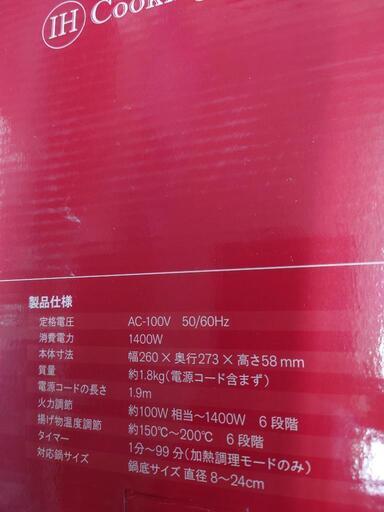 IH
製品仕様
定格電圧 AC-100V 50/60Hz
消費電力 1400W
本体寸法 幅260×奥行273×高さ58mm
質量 約1.8kg(電源コード含まず)
電源コードの長さ 1.9m
火力調節 約100W 相当〜1400W 6段階
揚げ物温度調節 約150℃〜200℃ 6段階
タイマー 1分〜99分(加熱調理モードのみ)
対応鍋サイズ 鍋底サイズ 直径 8〜24cm